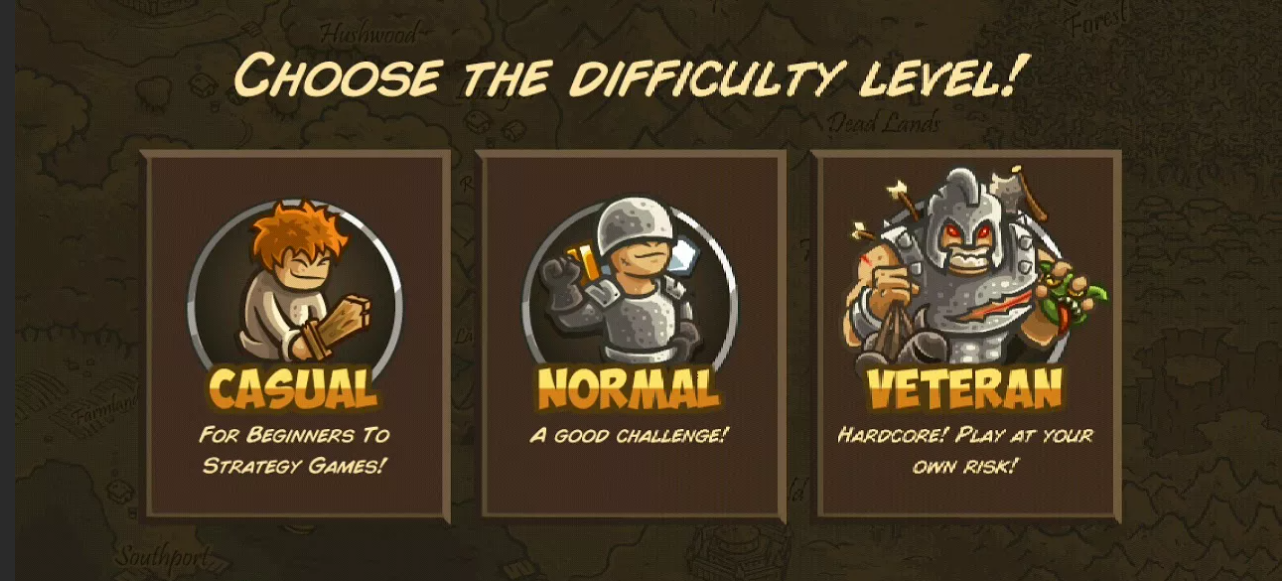 Hushwood
Forest
CHOOSE THE DIFFICULTY LEVEL!
Dead Lands
CASUAL
FOR BEGINNERS TO
STRATEGY GAMES!
NORMAL
A GOOD CHALLENGE!
VETERAN
HARDCORE! PLAY AT YOUR
OWN RISK!
Farmland
Southport